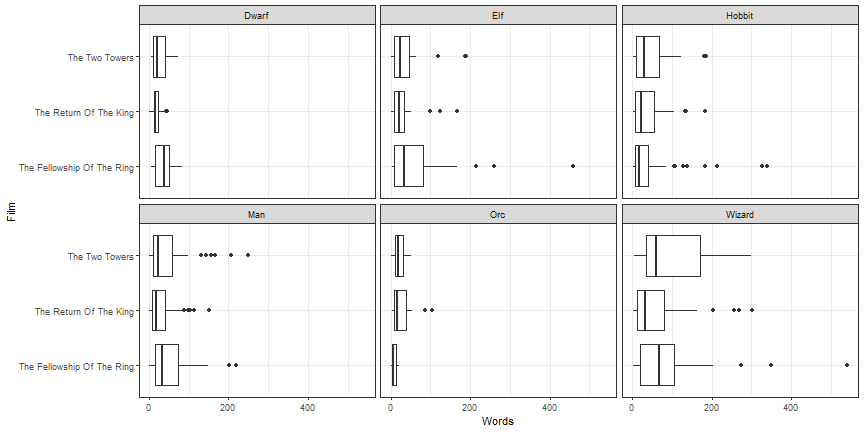 Dwarf
Elf
Hobbit
The Two Towers
The Return Of The King
The Fellowship Of The Ring
Film
Man
Orc
Wizard
The Two Towers
The Return Of The King
The Fellowship Of The Ring
0 200 400
0 200 400
0 200 400
Words